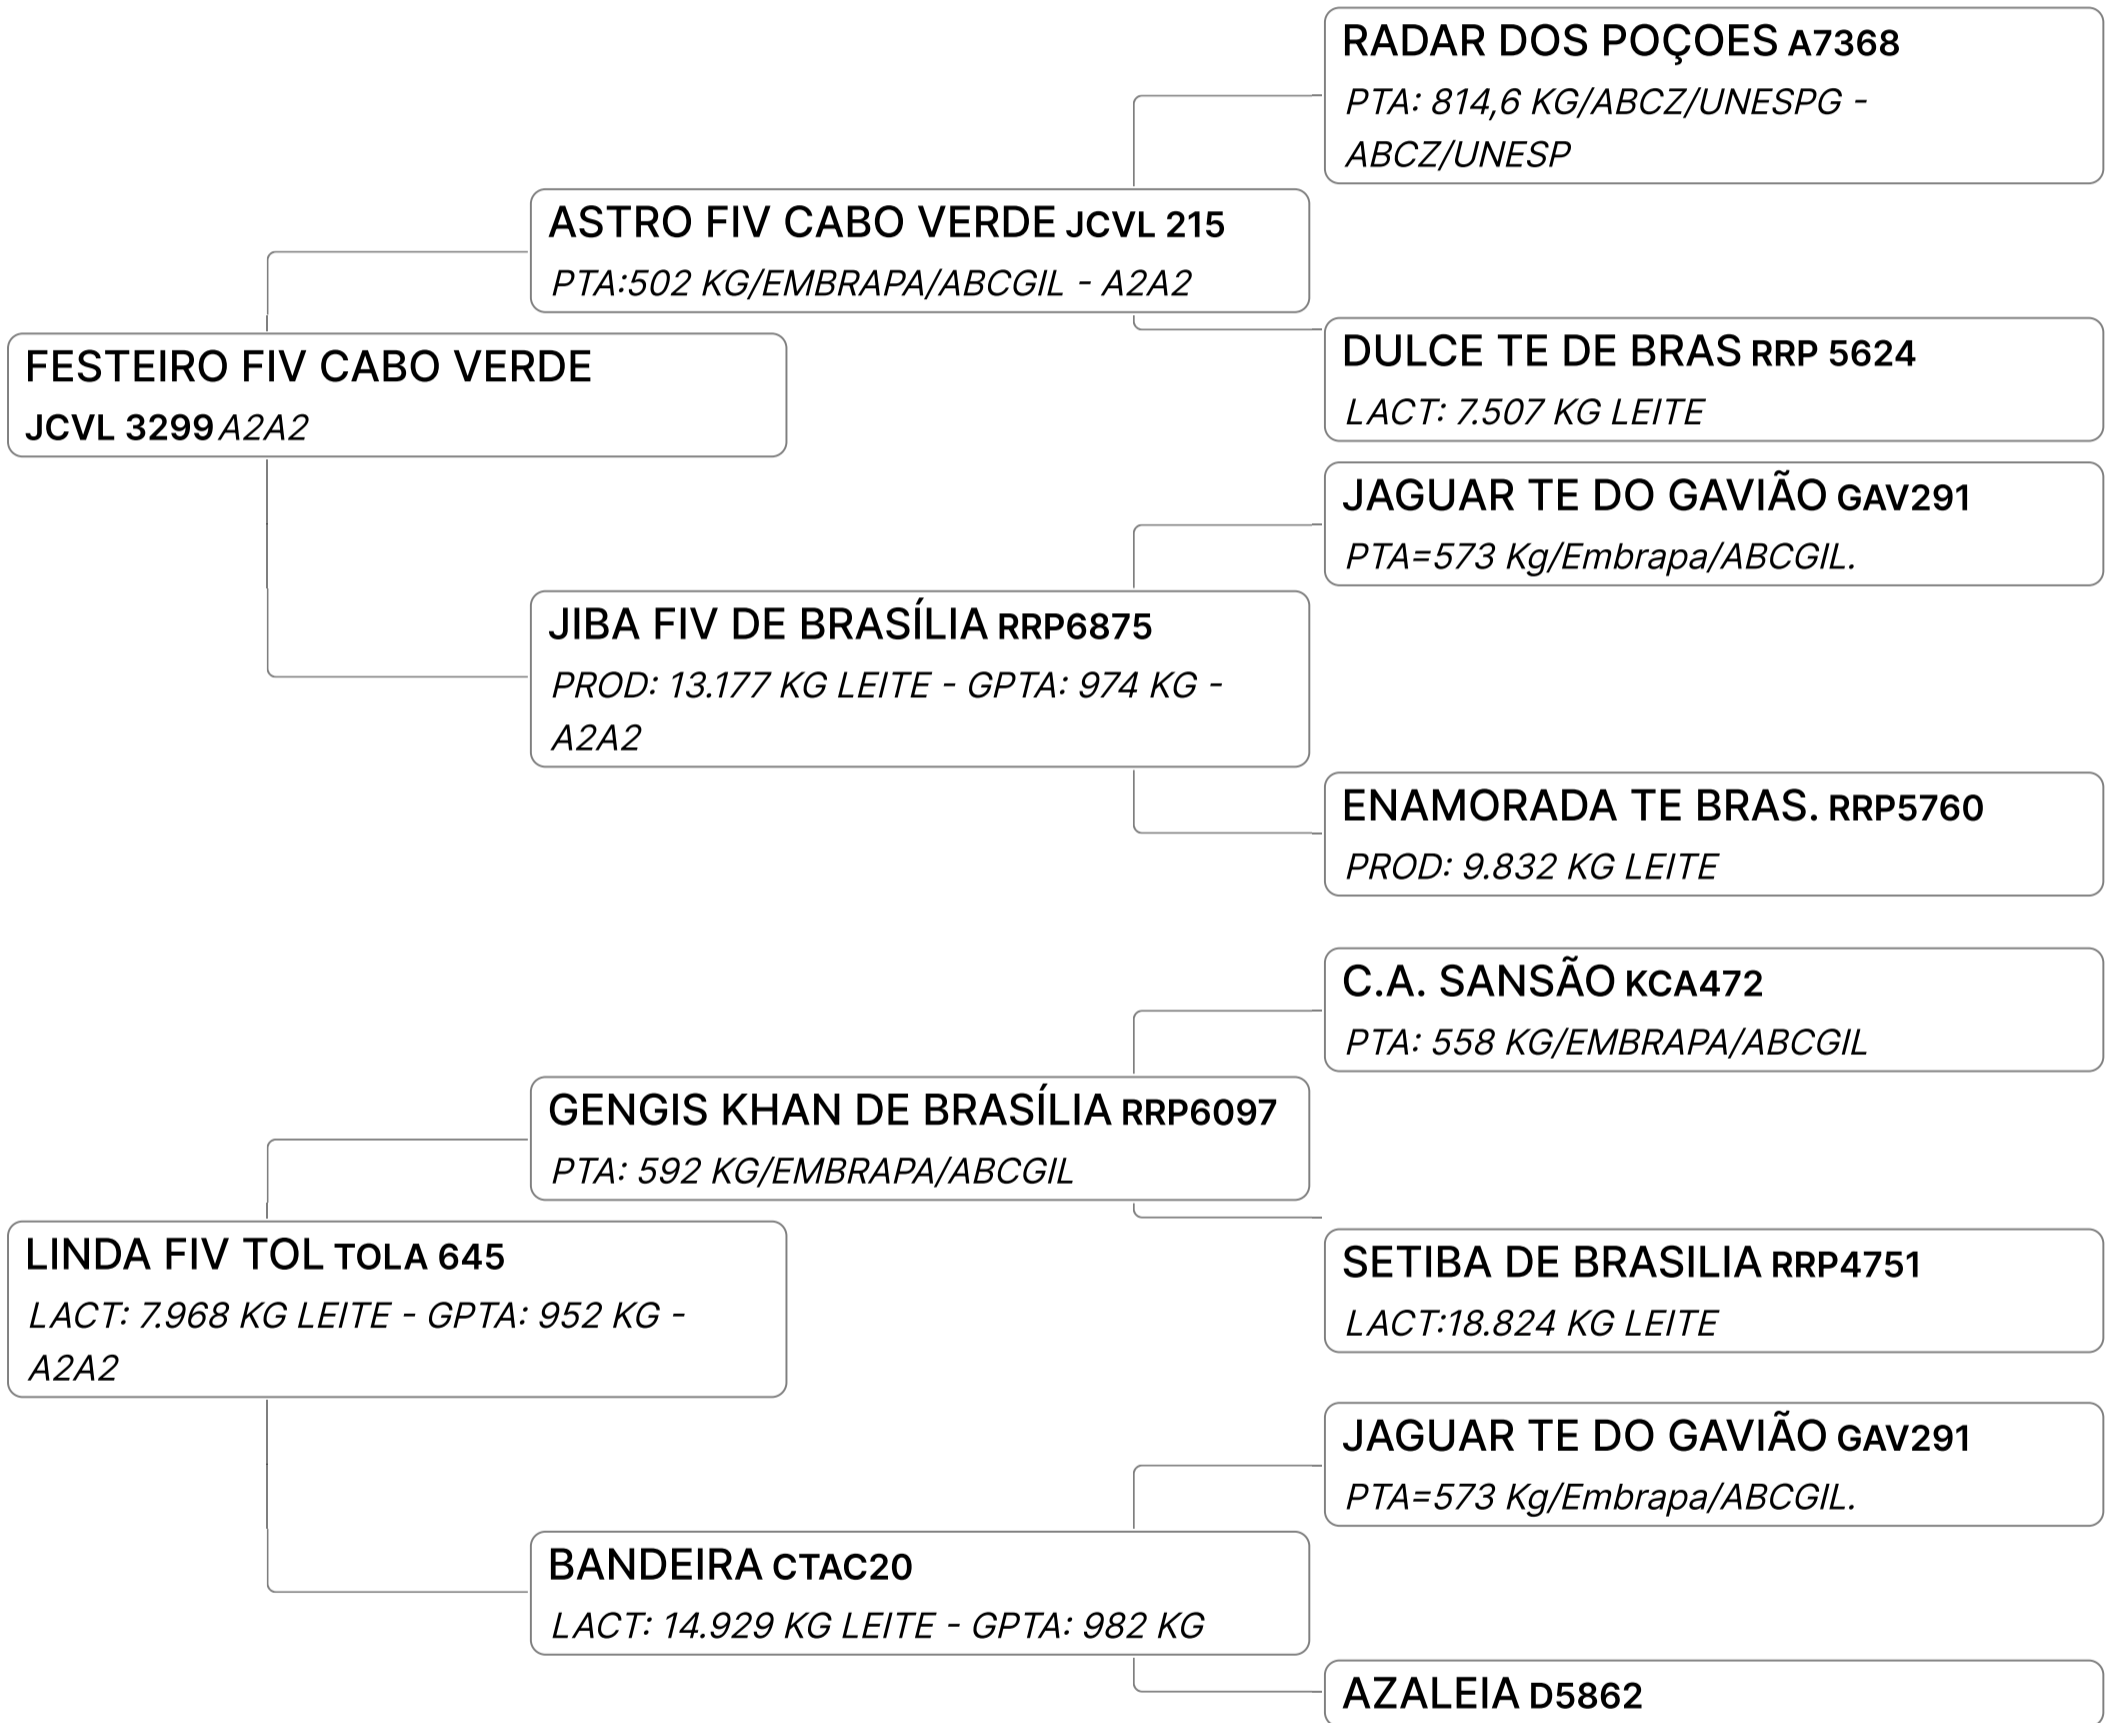 RADAR DOS POÇOES A7368
PTA: 814,6 KG/ABCZ/UNESPG -
ABCZ/UNESP
ASTRO FIV CABO VERDE JCVL 215
PTA:502 KG/EMBRAPA/ABCGIL - A2A2
DULCE TE DE BRAS RRP 5624
LACT: 7.507 KG LEITE
FESTEIRO FIV CABO VERDE
JCVL 3299 A2A2
JAGUAR TE DO GAVIÃO GAV291
PTA=573 Kg/Embrapa/ABCGIL.
JIBA FIV DE BRASÍLIA RRP6875
PROD: 13.177 KG LEITE - GPTA: 974 KG -
A2A2
ENAMORADA TE BRAS. RRP5760
PROD: 9.832 KG LEITE
C.A. SANSÃO KCA472
PTA: 558 KG/EMBRAPA/ABCGIL
GENGIS KHAN DE BRASÍLIA RRP6097
PTA: 592 KG/EMBRAPA/ABCGIL
SETIBA DE BRASILIA RRP4751
LACT:18.824 KG LEITE
LINDA FIV TOL TOLA 645
LACT: 7.968 KG LEITE - GPTA: 952 KG -
A2A2
JAGUAR TE DO GAVIÃO GAV291
PTA=573 Kg/Embrapa/ABCGIL.
BANDEIRA CTAC20
LACT: 14.929 KG LEITE - GPTA: 982 KG
AZALEIA D5862